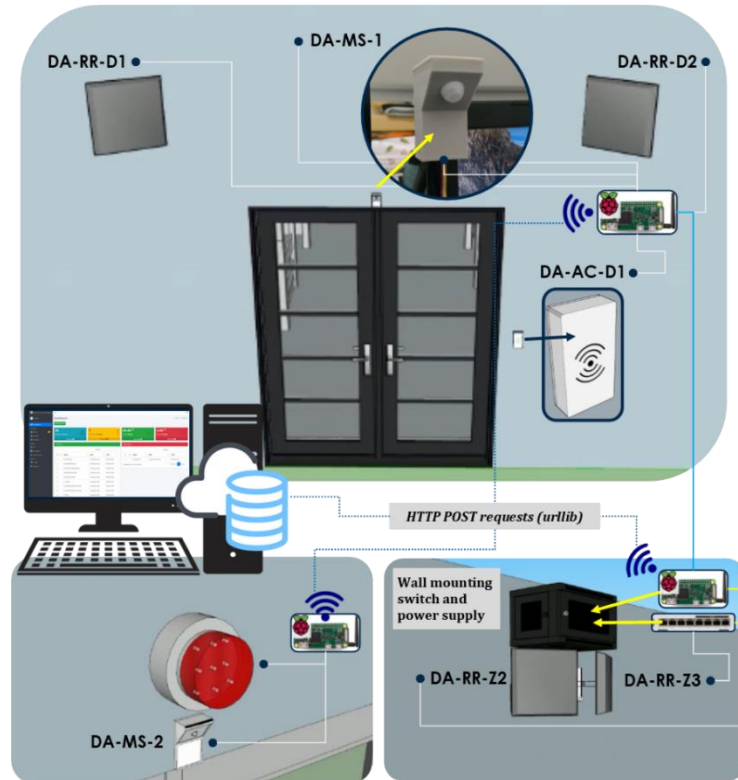 DA-MS-1
DA-RR-D1
DA-RR-D2
DA-AC-D1
HTTP POST requests (urllib)
Wall mounting
switch and
power supply
DA-RR-Z2
DA-RR-Z3
DA-MS-2